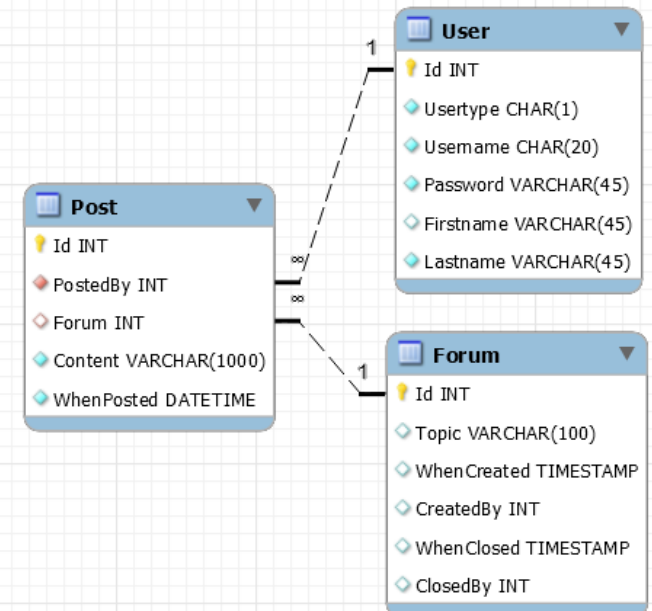 User
1
Id INT
Usertype CHAR(1)
Username CHAR(20)
Password VARCHAR(45)
Firstname VARCHAR(45)
Lastname VARCHAR(45)
Post
Id INT
PostedBy INT
Forum INT
Content VARCHAR(1000)
WhenPosted DATETIME
∞
∞
1
Forum
Id INT
Topic VARCHAR(100)
WhenCreated TIMESTAMP
CreatedBy INT
WhenClosed TIMESTAMP
ClosedBy INT